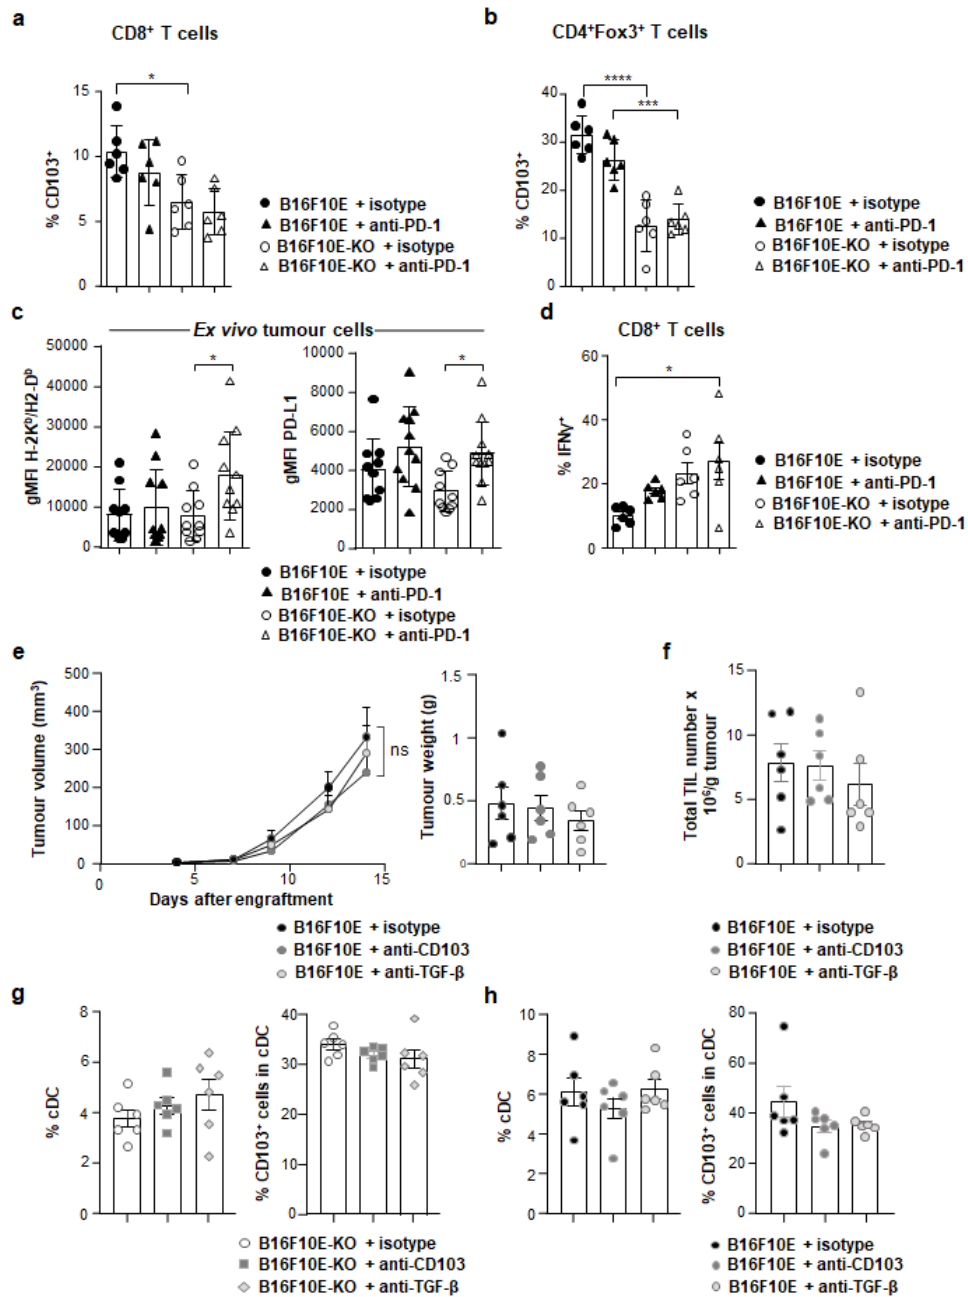 a
CD8+ T cells
*
% CD103+
15
10
5
0
B16F10E + isotype
B16F10E + anti-PD-1
B16F10E-KO + isotype
B16F10E-KO + anti-PD-1
b
CD4+Fox3+ T cells
****
***
% CD103+
40
30
20
10
0
B16F10E + isotype
B16F10E + anti-PD-1
B16F10E-KO + isotype
B16F10E-KO + anti-PD-1
c
Ex vivo tumour cells
gMFI H-2Kb/H2-Db
50000
40000
30000
20000
10000
0
*
gMFI PD-L1
10000
8000
6000
4000
2000
0
*
B16F10E + isotype
B16F10E + anti-PD-1
B16F10E-KO + isotype
B16F10E-KO + anti-PD-1
d
CD8+ T cells
% IFNγ+
60
40
20
0
*
B16F10E + isotype
B16F10E + anti-PD-1
B16F10E-KO + isotype
B16F10E-KO + anti-PD-1
e
Tumour volume (mm3)
500
400
300
200
100
0
0 5 10 15
Days after engraftment
ns
Tumour weight (g)
1.5
1
0.5
0
B16F10E + isotype
B16F10E + anti-CD103
B16F10E + anti-TGF-β
f
Total TIL number x
106/g tumour
15
10
5
0
B16F10E + isotype
B16F10E + anti-CD103
B16F10E + anti-TGF-β
g
% cDC
8
6
4
2
0
% CD103+ cells in cDC
40
30
20
10
0
B16F10E-KO + isotype
B16F10E-KO + anti-CD103
B16F10E-KO + anti-TGF-β
h
% cDC
10
8
6
4
2
0
% CD103+ cells in cDC
80
60
40
20
0
B16F10E + isotype
B16F10E + anti-CD103
B16F10E + anti-TGF-β